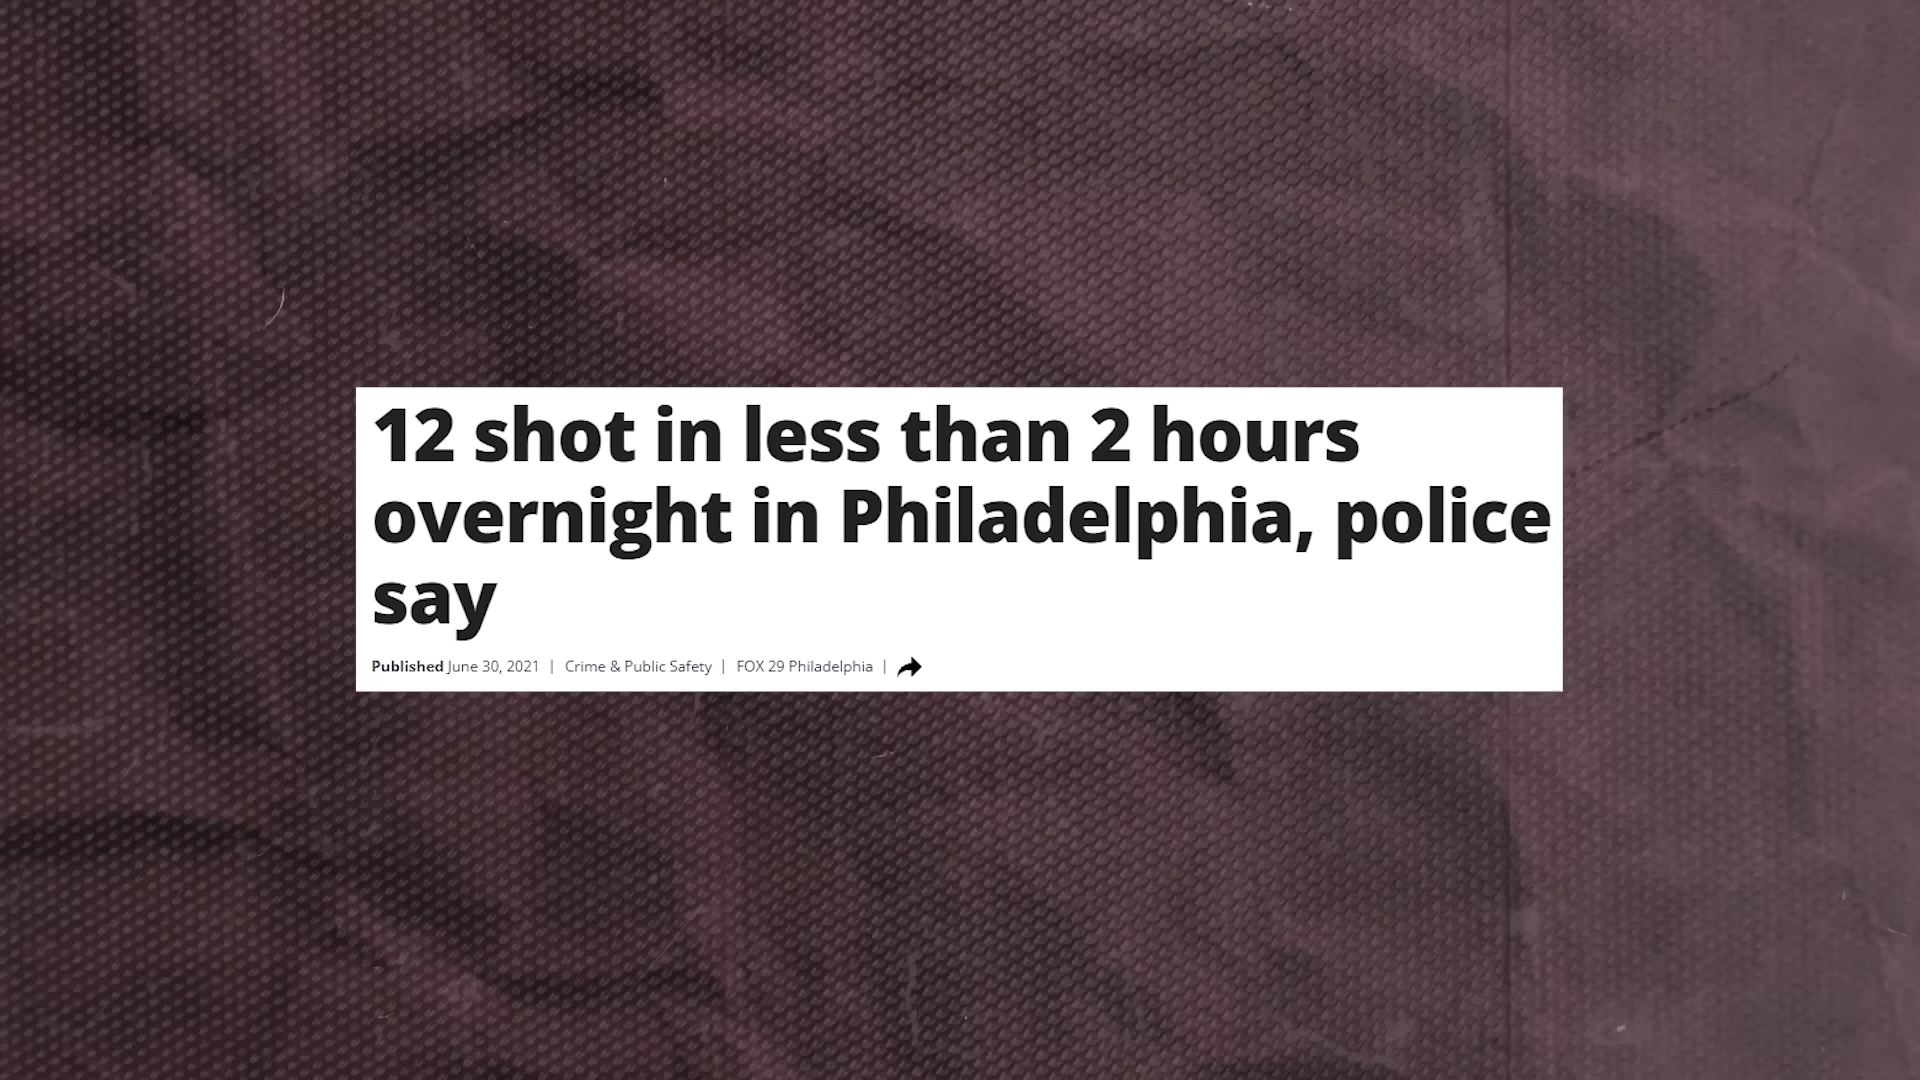 12 shot in less than 2 hours
overnight in Philadelphia, police
say
Published June 30, 2021 | Crime & Public Safety | FOX 29 Philadelphia |